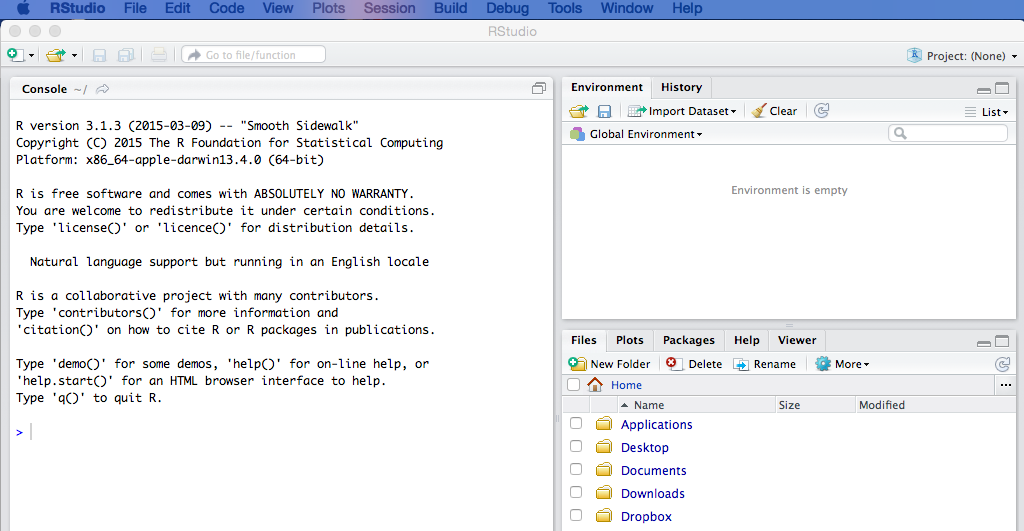 RStudio File Edit Code View Plots Session Build Debug Tools Window Help
RStudio
Go to file/function
Project: (None)
Console ~/
R version 3.1.3 (2015-03-09) -- "Smooth Sidewalk"
Copyright (C) 2015 The R Foundation for Statistical Computing
Platform: x86_64-apple-darwin13.4.0 (64-bit)
R is free software and comes with ABSOLUTELY NO WARRANTY.
You are welcome to redistribute it under certain conditions.
Type 'license()' or 'licence()' for distribution details.
Natural language support but running in an English locale
R is a collaborative project with many contributors.
Type 'contributors()' for more information and
'citation()' on how to cite R or R packages in publications.
Type 'demo()' for some demos, 'help()' for on-line help, or
'help.start()' for an HTML browser interface to help.
Type 'q()' to quit R.
>
Environment History
Import Dataset Clear List
Global Environment
Environment is empty
Files Plots Packages Help Viewer
New Folder Delete Rename More
Home ...
Name Size Modified
Applications
Desktop
Documents
Downloads
Dropbox